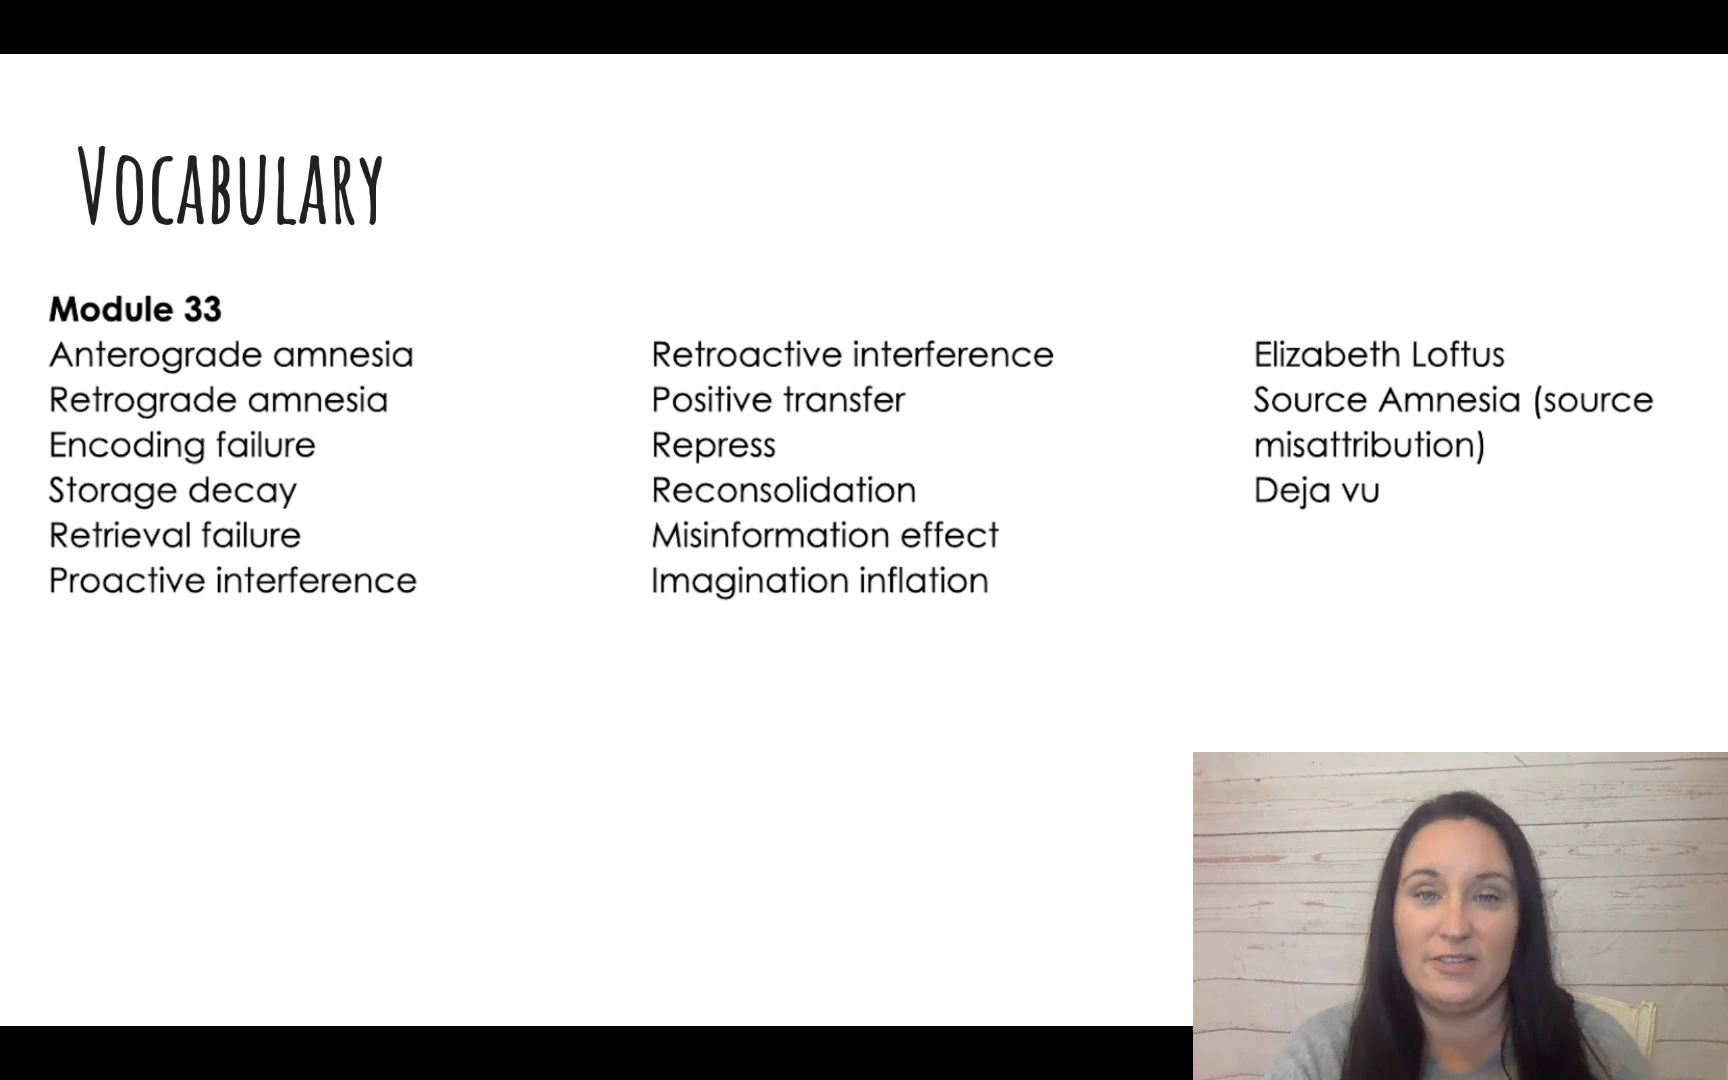 Vocabulary
Module 33
Anterograde amnesia
Retrograde amnesia
Encoding failure
Storage decay
Retrieval failure
Proactive interference
Retroactive interference
Positive transfer
Repress
Reconsolidation
Misinformation effect
Imagination inflation
Elizabeth Loftus
Source Amnesia (source
misattribution)
Deja vu